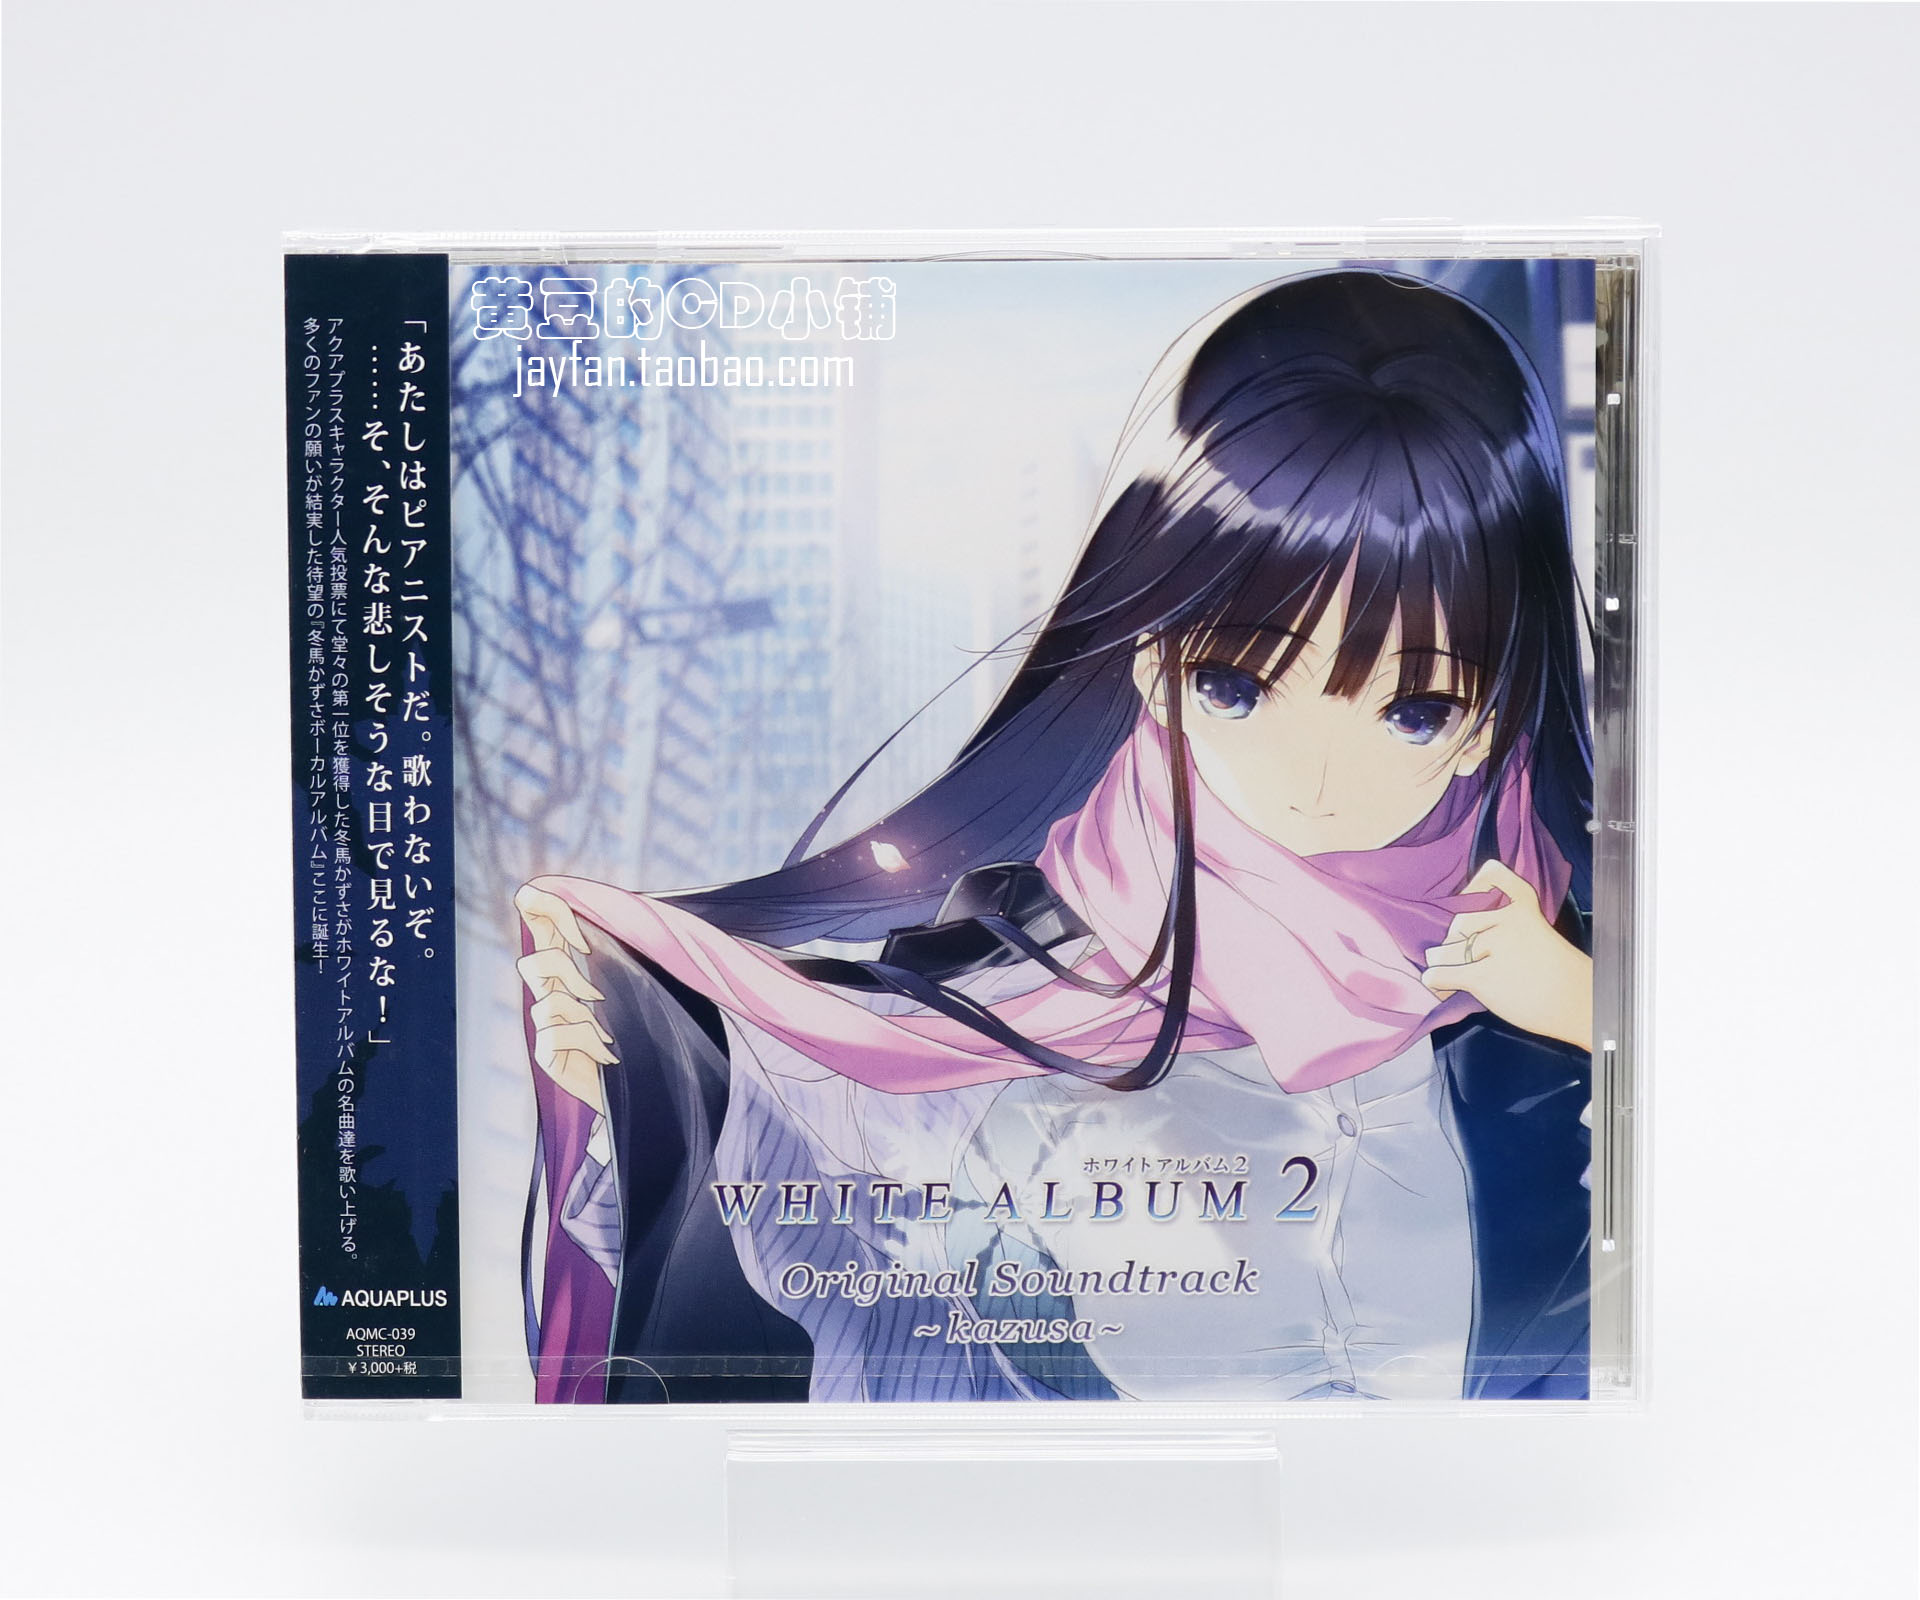 黄豆的CD小铺
jayfan.taobao.com
「あたしはピアニストだ。歌わないぞ。
……そ、そんな悲しそうな目で見るな！」
アクアプラスキャラクター人気投票にて堂々の第一位を獲得した冬馬かずさがホワイトアルバムの名曲達を歌い上げる。
多くのファンの願いが結実した待望の『冬馬かずさボーカルアルバム』ここに誕生！
AQUAPLUS
AQMC-039
STEREO
￥3,000+税
ホワイトアルバム2
WHITE ALBUM 2
Original Soundtrack
~kazusa~